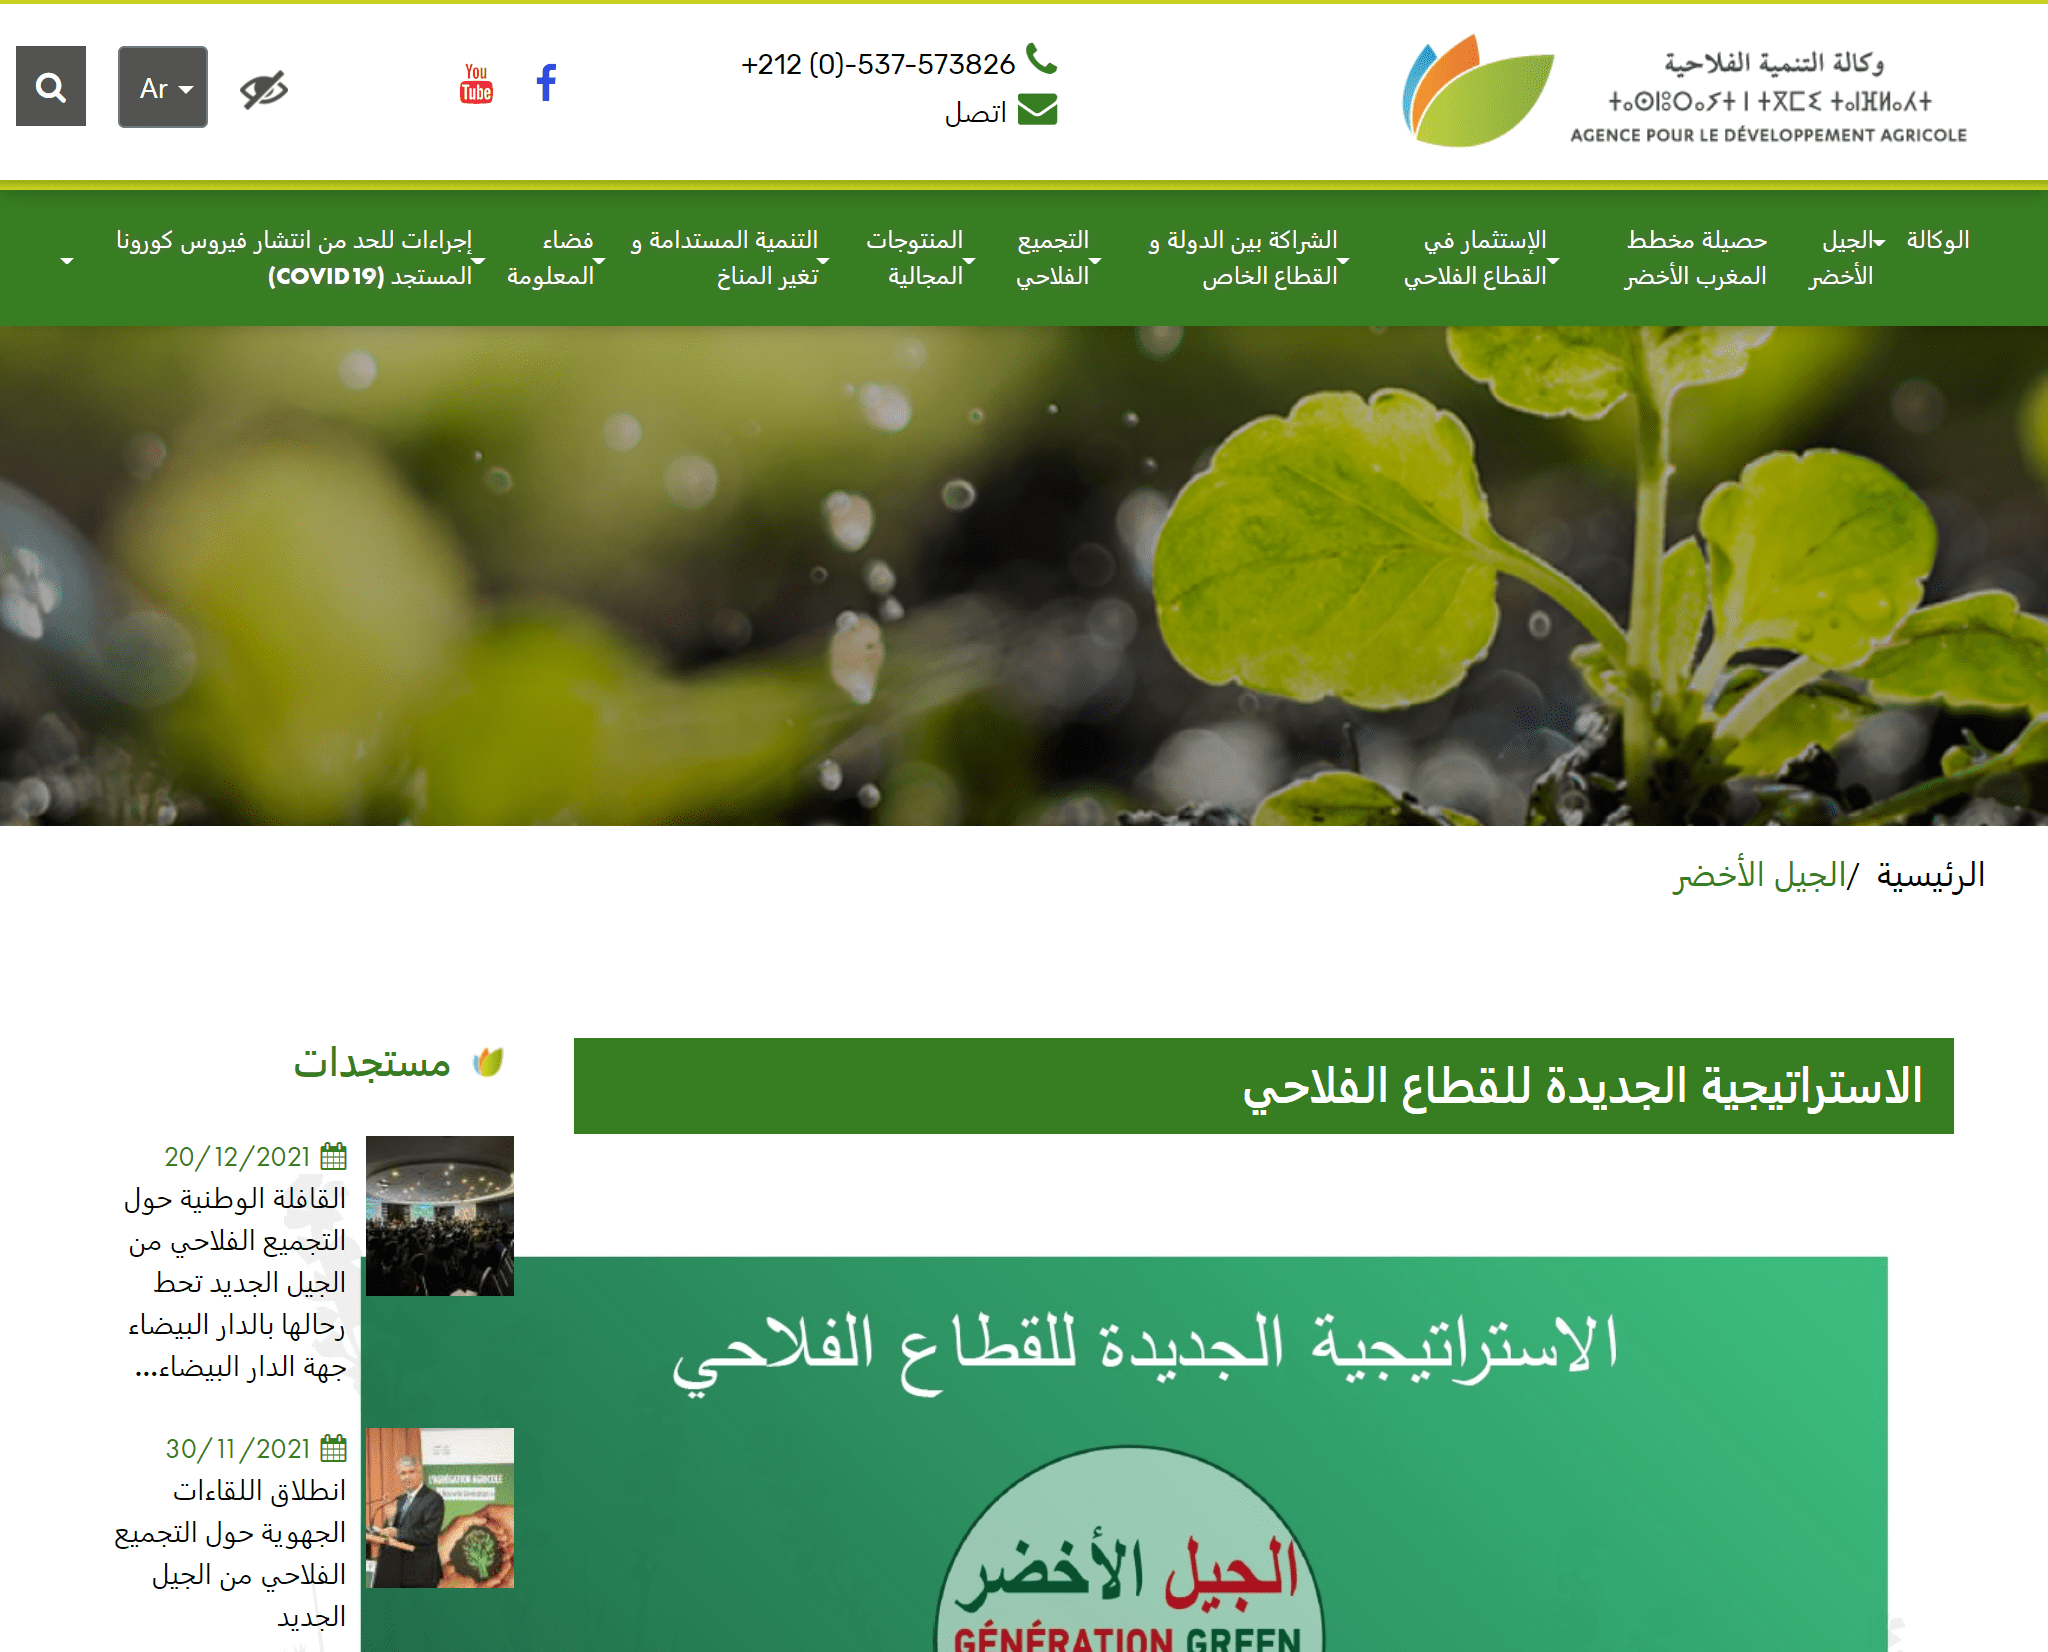 وكالة التنمية الفلاحية
ⵜⴰⵙⵏⵓⵔⴰⵢⵜ ⵏ ⵜⴳⵎⵉ ⵜⴰⵏⴼⵍⴰⵃⵜ
AGENCE POUR LE DÉVELOPPEMENT AGRICOLE
+212 (0)-537-573826
اتصل
You
Tube
Ar
الوكالة
الجيل
الأخضر
حصيلة مخطط
المغرب الأخضر
الإستثمار في
القطاع الفلاحي
الشراكة بين الدولة و
القطاع الخاص
التجميع
الفلاحي
المنتوجات
المجالية
التنمية المستدامة و
تغير المناخ
فضاء
المعلومة
إجراءات للحد من انتشار فيروس كورونا
المستجد (COVID19)
الرئيسية /الجيل الأخضر
الاستراتيجية الجديدة للقطاع الفلاحي
الاستراتيجية الجديدة للقطاع الفلاحي
الجيل الأخضر
GÉNÉRATION GREEN
مستجدات
20/12/2021
القافلة الوطنية حول
التجميع الفلاحي من
الجيل الجديد تحط
رحالها بالدار البيضاء
جهة الدار البيضاء...
30/11/2021
انطلاق اللقاءات
الجهوية حول التجميع
الفلاحي من الجيل
الجديد
L'AGRÉGATION AGRICOLE